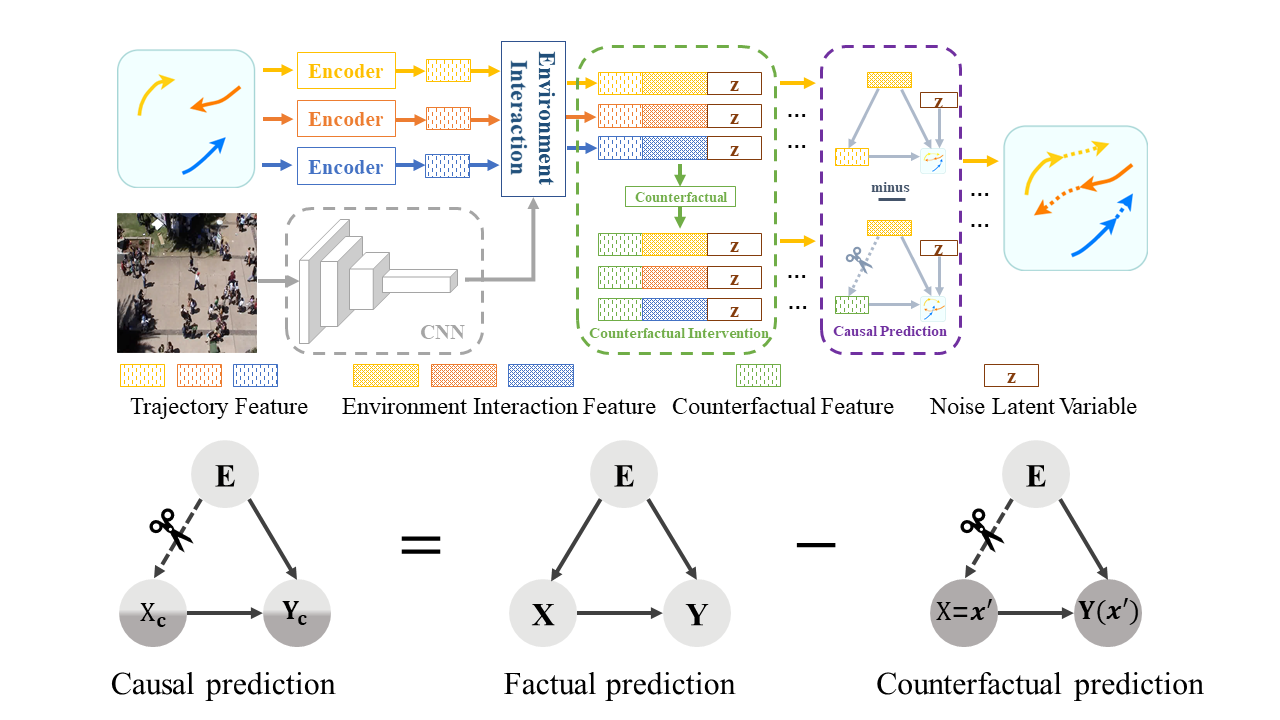 Encoder
Encoder
Encoder
Environment
Interaction
CNN
z
z
z
Counterfactual
z
z
z
Counterfactual Intervention
...
...
...
...
z
minus
z
Causal Prediction
...
...
z
Trajectory Feature
Environment Interaction Feature
Counterfactual Feature
Noise Latent Variable
E
X_c
Y_c
=
E
X
Y
−
E
X=x′
Y(x′)
Causal prediction
Factual prediction
Counterfactual prediction